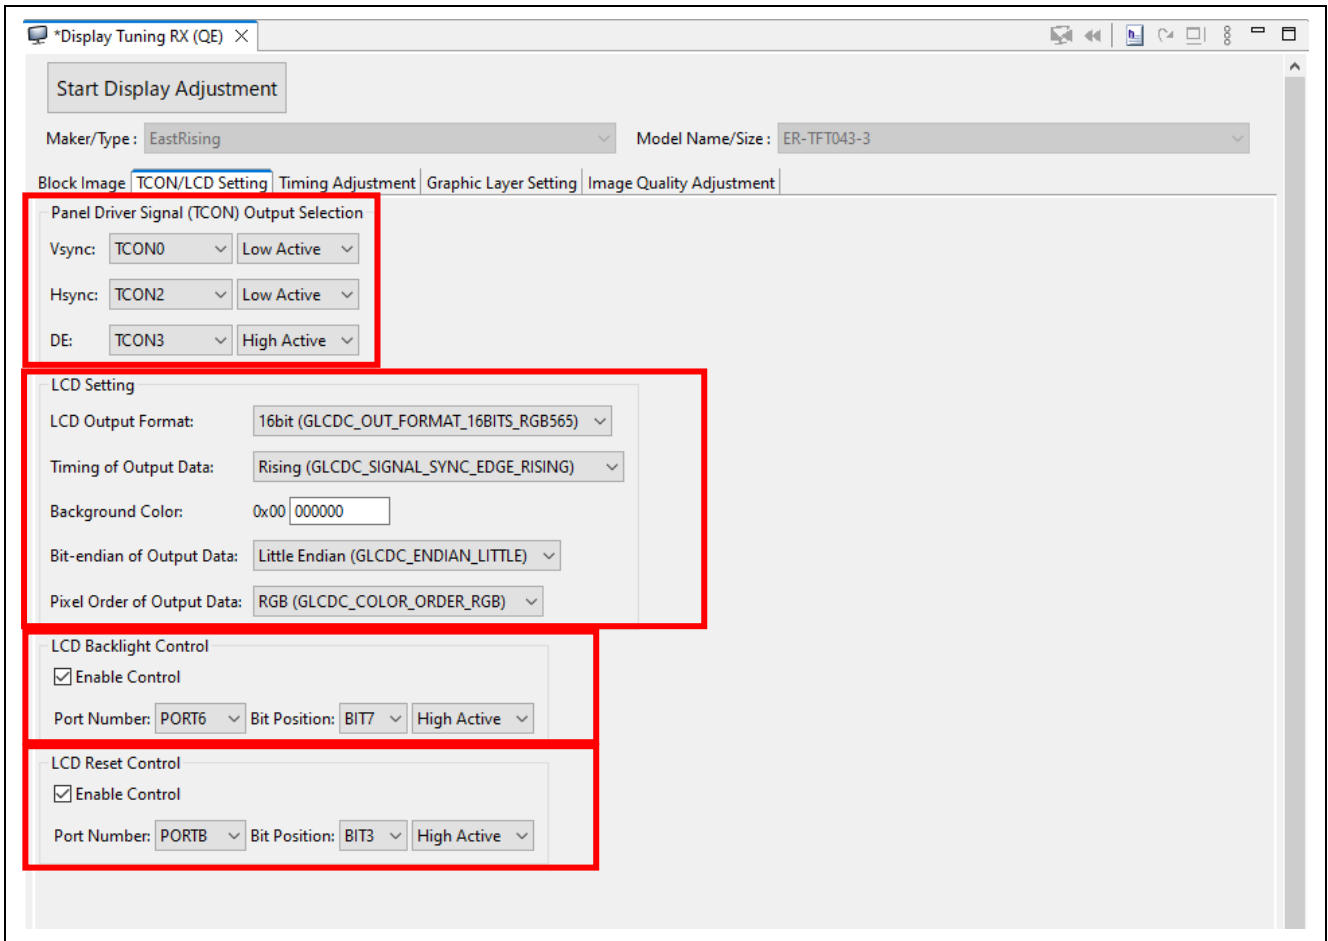 *Display Tuning RX (QE)
Start Display Adjustment
Maker/Type : EastRising Model Name/Size : ER-TFT043-3
Block Image TCON/LCD Setting Timing Adjustment Graphic Layer Setting Image Quality Adjustment
Panel Driver Signal (TCON) Output Selection
Vsync: TCON0 Low Active
Hsync: TCON2 Low Active
DE: TCON3 High Active
LCD Setting
LCD Output Format: 16bit (GLCDC_OUT_FORMAT_16BITS_RGB565)
Timing of Output Data: Rising (GLCDC_SIGNAL_SYNC_EDGE_RISING)
Background Color: 0x00 000000
Bit-endian of Output Data: Little Endian (GLCDC_ENDIAN_LITTLE)
Pixel Order of Output Data: RGB (GLCDC_COLOR_ORDER_RGB)
LCD Backlight Control
Enable Control
Port Number: PORT6 Bit Position: BIT7 High Active
LCD Reset Control
Enable Control
Port Number: PORTB Bit Position: BIT3 High Active